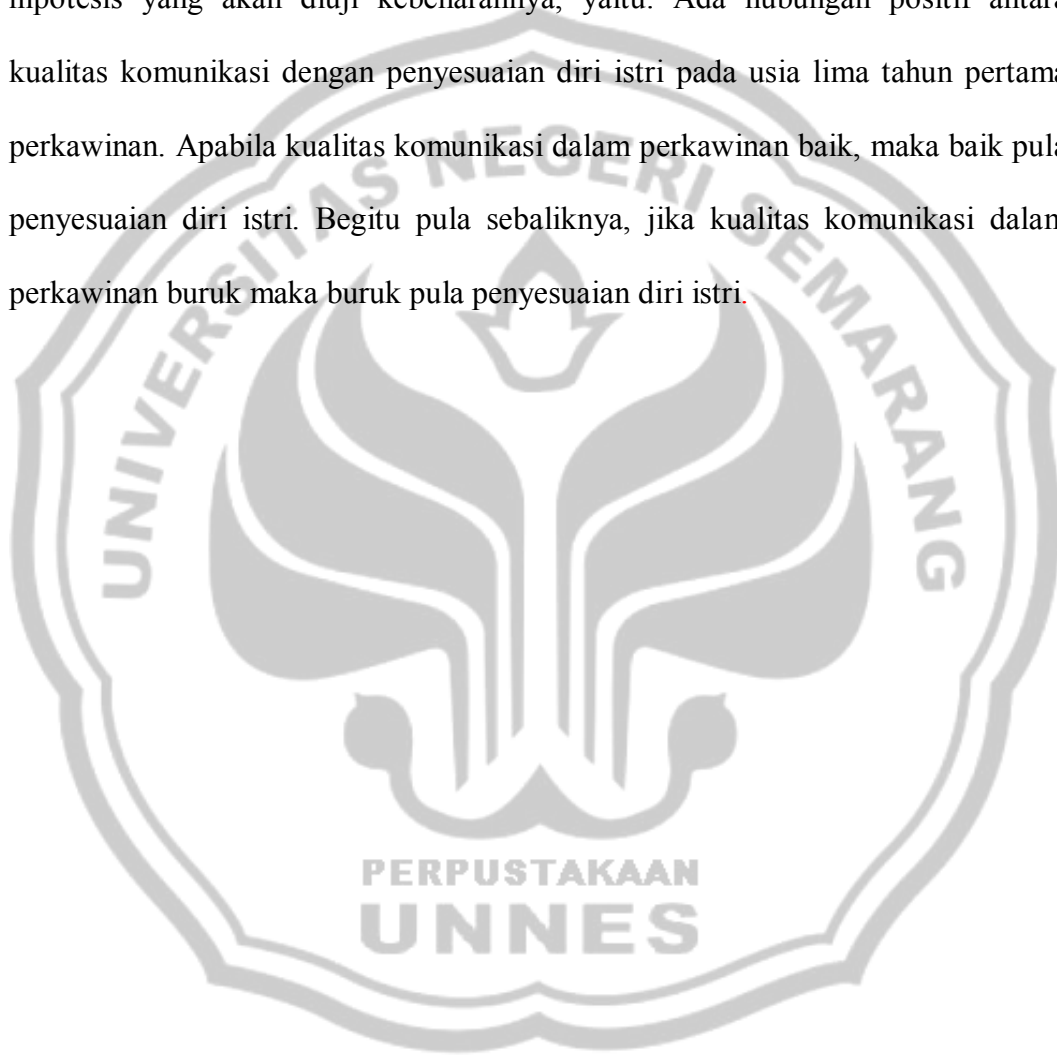 hipotesis yang akan diuji kebenarannya, yaitu: Ada hubungan positif antara
kualitas komunikasi dengan penyesuaian diri istri pada usia lima tahun pertama
perkawinan. Apabila kualitas komunikasi dalam perkawinan baik, maka baik pula
penyesuaian diri istri. Begitu pula sebaliknya, jika kualitas komunikasi dalam
perkawinan buruk maka buruk pula penyesuaian diri istri.
UNIVERSITAS NEGERI SEMARANG
PERPUSTAKAAN
UNNES